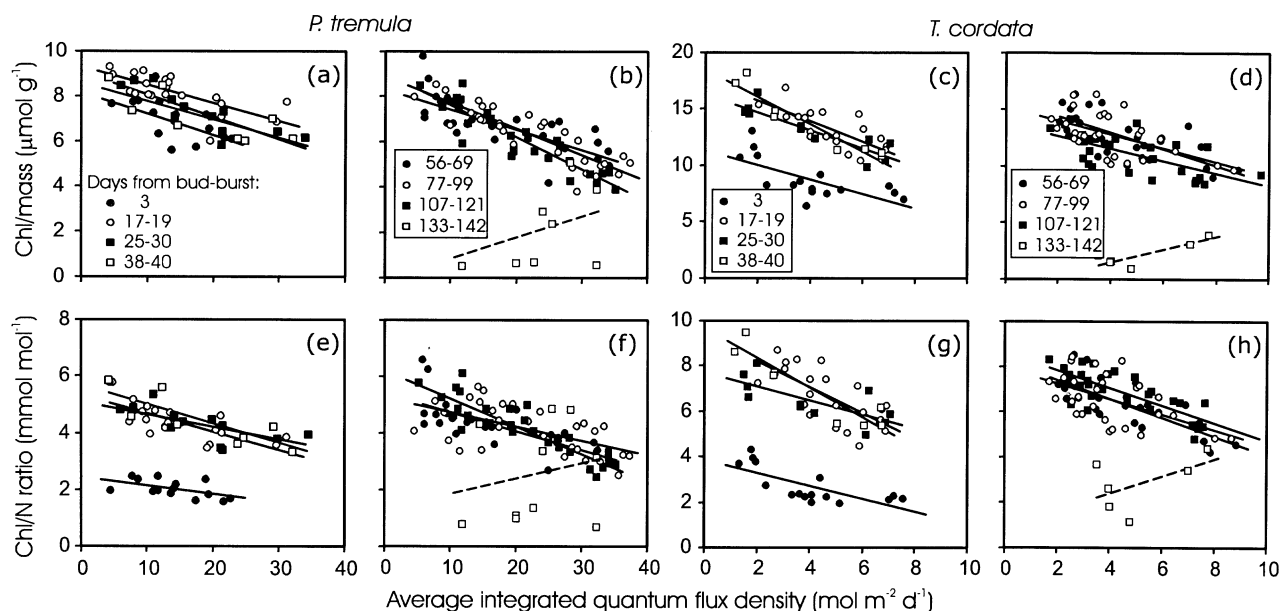 P. tremula
T. cordata
Chl/mass (μmol g⁻¹)
10
8
6
4
2
0
(a)
Days from bud-burst:
3
17-19
25-30
38-40
(b)
56-69
77-99
107-121
133-142
20
15
10
5
0
(c)
3
17-19
25-30
38-40
(d)
56-69
77-99
107-121
133-142
Chl/N ratio (mmol mol⁻¹)
8
6
4
2
0
(e)
0 10 20 30 40
(f)
0 10 20 30 40
10
8
6
4
2
0
(g)
0 2 4 6 8 10
(h)
0 2 4 6 8 10
Average integrated quantum flux density (mol m⁻² d⁻¹)